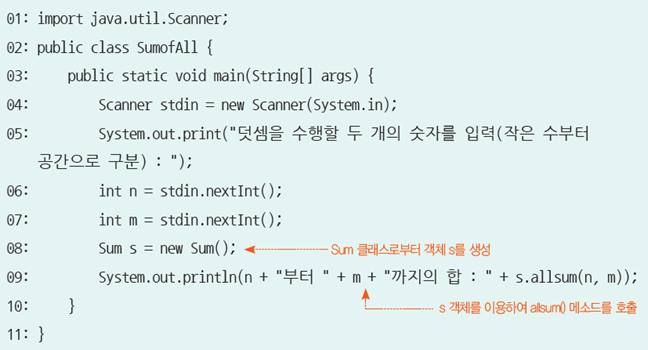 01: import java.util.Scanner;
02: public class SumofAll {
03: public static void main(String[] args) {
04: Scanner stdin = new Scanner(System.in);
05: System.out.print("덧셈을 수행할 두 개의 숫자를 입력(작은 수부터
공간으로 구분) : ");
06: int n = stdin.nextInt();
07: int m = stdin.nextInt();
08: Sum s = new Sum(); Sum 클래스로부터 객체 s를 생성
09: System.out.println(n + "부터 " + m + "까지의 합 : " + s.allsum(n, m));
10: } s 객체를 이용하여 allsum() 메소드를 호출
11: }